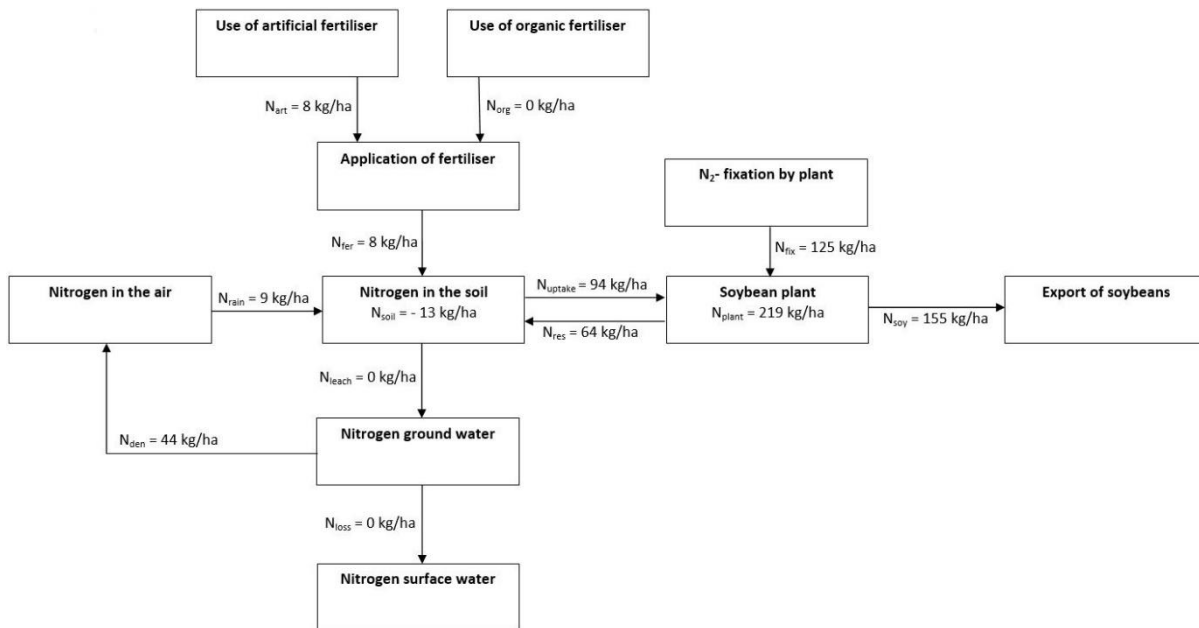 Use of artificial fertiliser
Use of organic fertiliser
Nart = 8 kg/ha
Norg = 0 kg/ha
Application of fertiliser
N2- fixation by plant
Nfer = 8 kg/ha
Nfix = 125 kg/ha
Nitrogen in the air
Nrain = 9 kg/ha
Nitrogen in the soil
Nsoil = - 13 kg/ha
Nuptake = 94 kg/ha
Nres = 64 kg/ha
Soybean plant
Nplant = 219 kg/ha
Nsoy = 155 kg/ha
Export of soybeans
Nleach = 0 kg/ha
Nden = 44 kg/ha
Nitrogen ground water
Nloss = 0 kg/ha
Nitrogen surface water